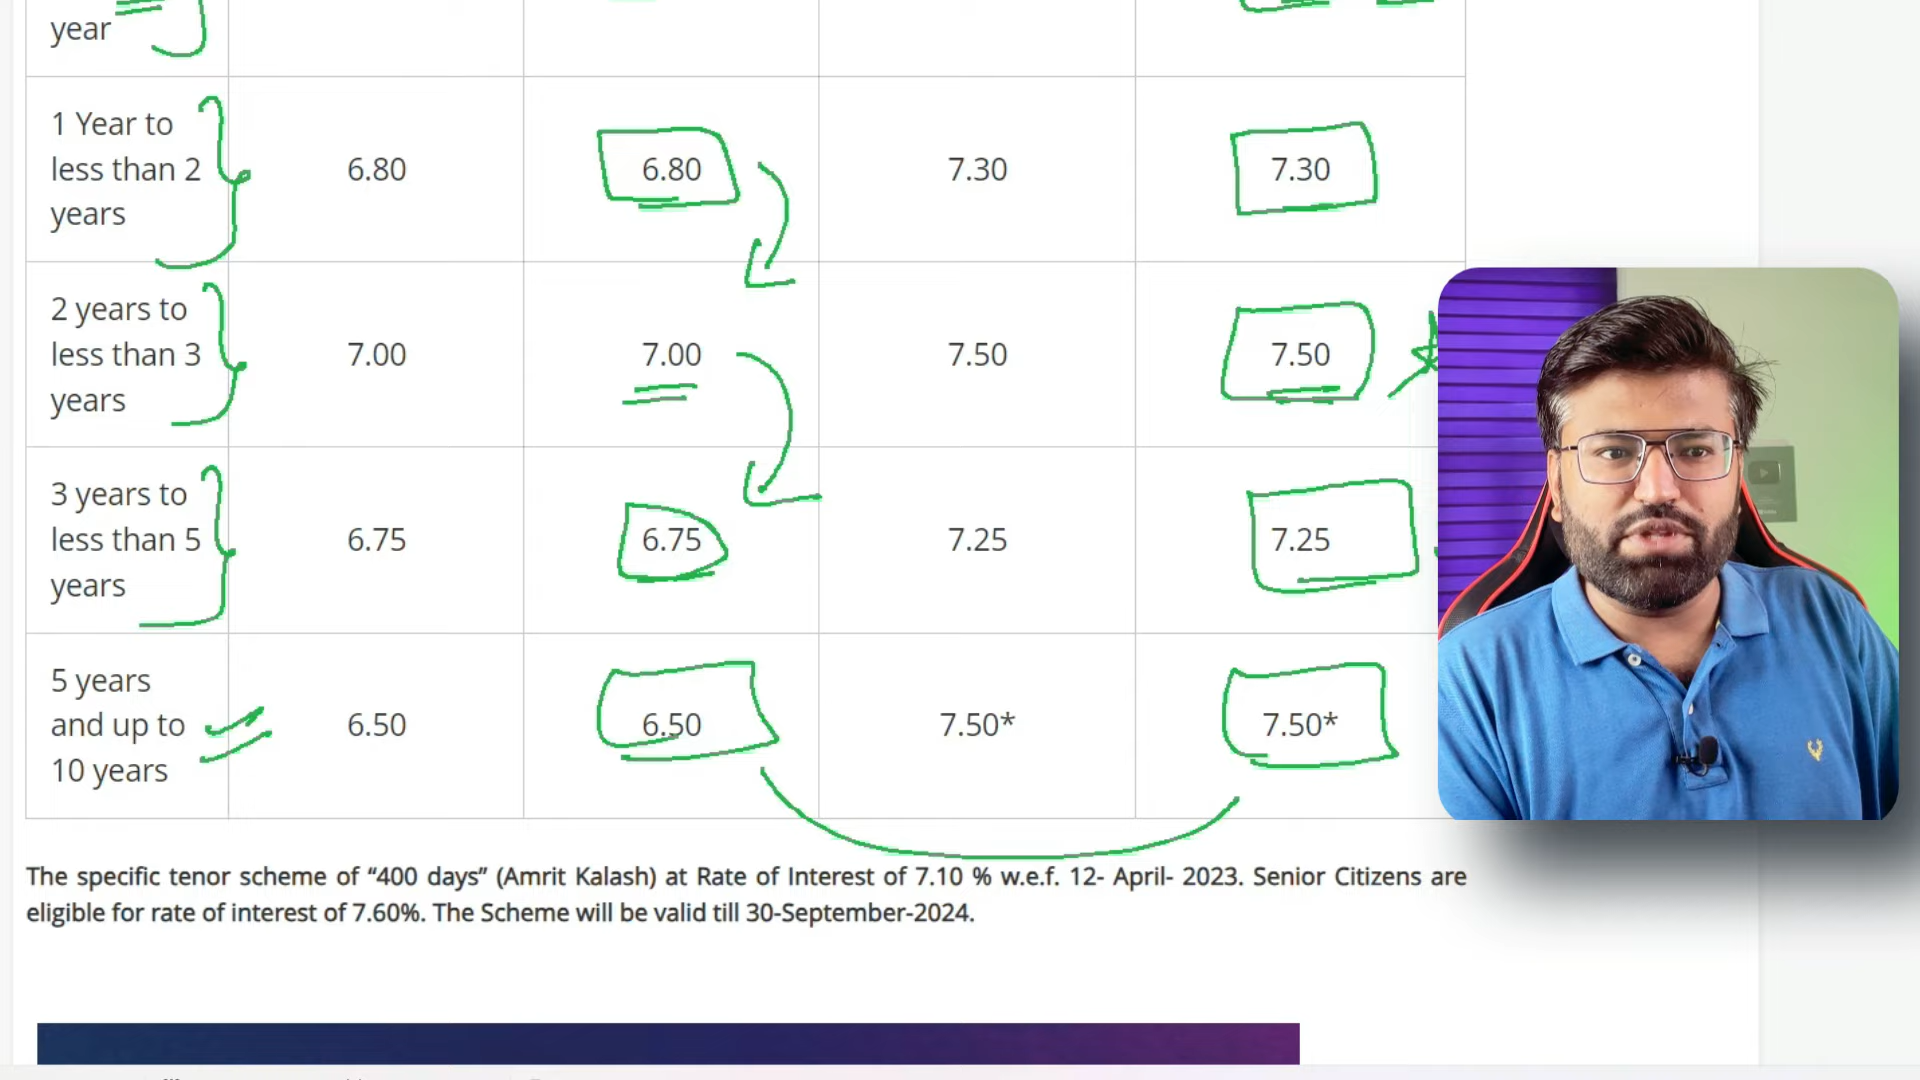 year
1 Year to
less than 2
years
6.80
6.80
7.30
7.30
2 years to
less than 3
years
7.00
7.00
7.50
7.50
3 years to
less than 5
years
6.75
6.75
7.25
7.25
5 years
and up to
10 years
6.50
6.50
7.50*
7.50*
The specific tenor scheme of “400 days” (Amrit Kalash) at Rate of Interest of 7.10 % w.e.f. 12- April- 2023. Senior Citizens are
eligible for rate of interest of 7.60%. The Scheme will be valid till 30-September-2024.